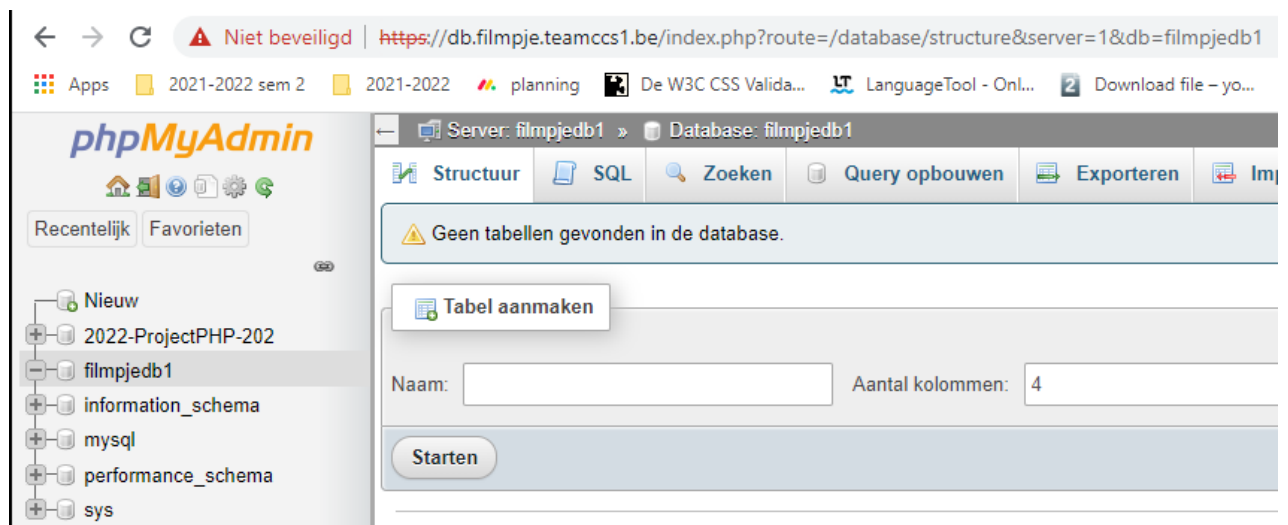 Niet beveiligd | https://db.filmpje.teamccs1.be/index.php?route=/database/structure&server=1&db=filmpjedb1
Apps 2021-2022 sem 2 2021-2022 planning De W3C CSS Valida... LanguageTool - Onl... Download file – yo...
phpMyAdmin
Recentelijk Favorieten
Nieuw
2022-ProjectPHP-202
filmpjedb1
information_schema
mysql
performance_schema
sys
Server: filmpjedb1 » Database: filmpjedb1
Structuur SQL Zoeken Query opbouwen Exporteren Imp
Geen tabellen gevonden in de database.
Tabel aanmaken
Naam: Aantal kolommen: 4
Starten